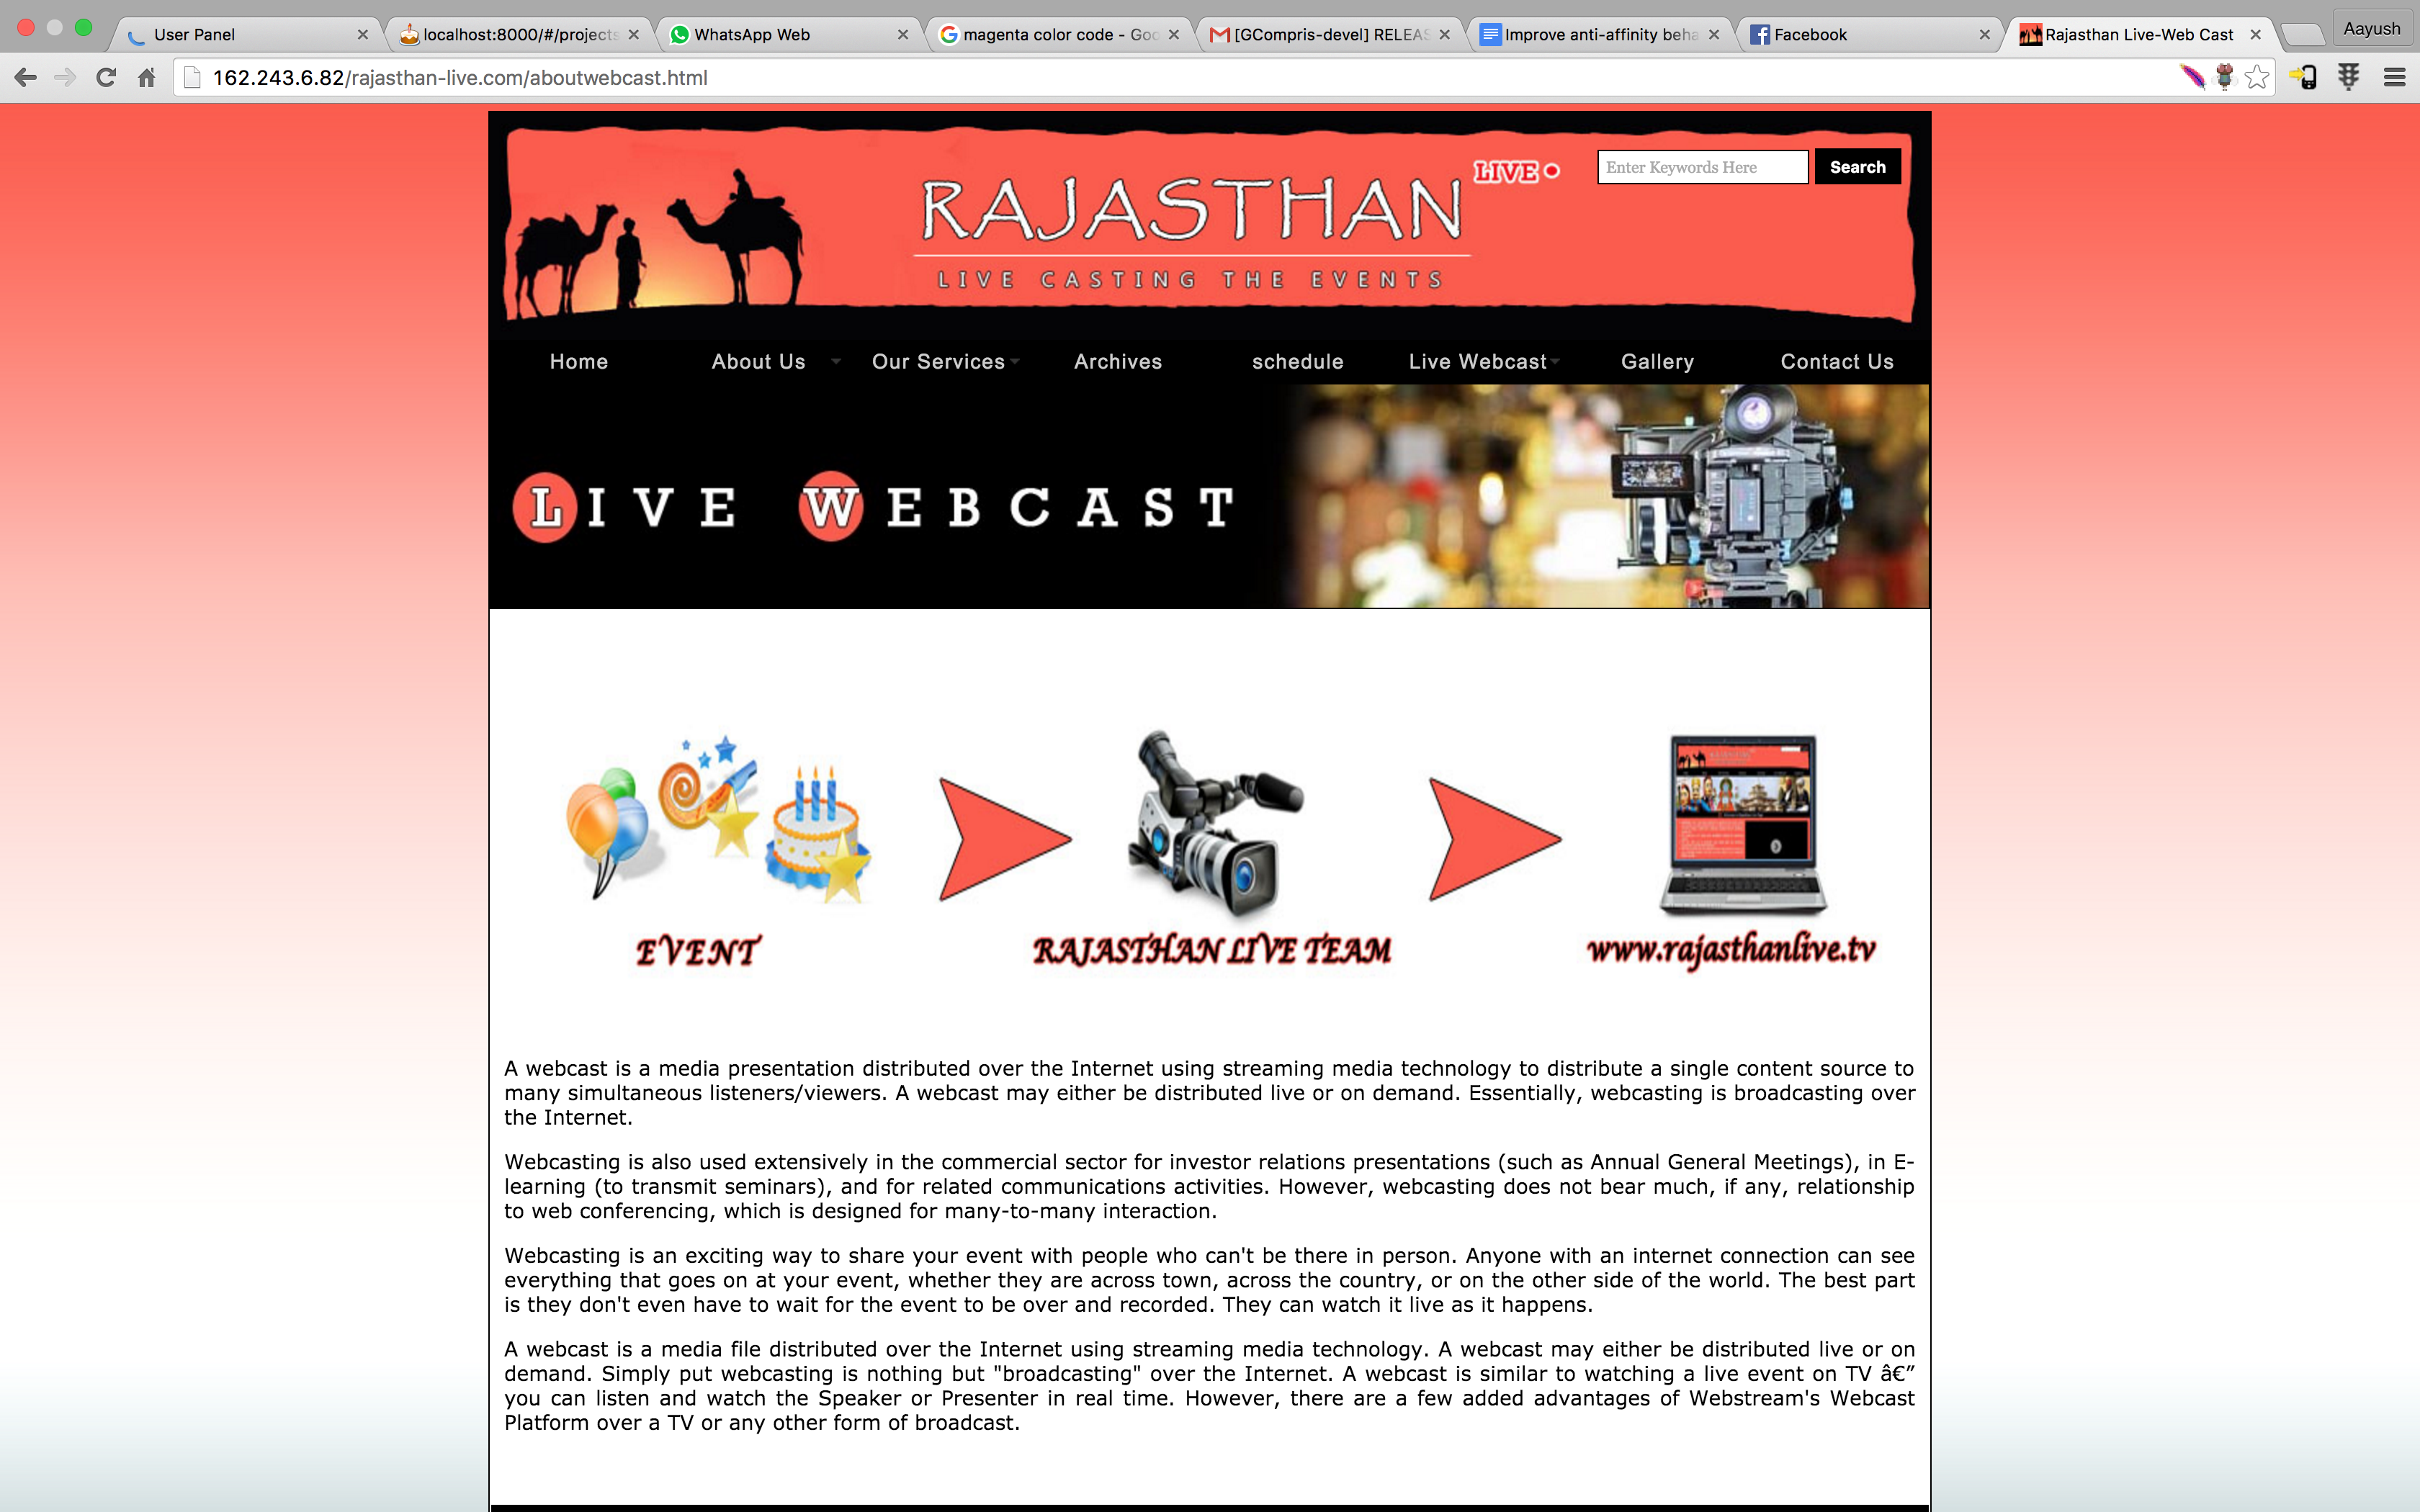 User Panel
localhost:8000/#/projects
WhatsApp Web
magenta color code - Goo
[GCompris-devel] RELEAS
Improve anti-affinity beha
Facebook
Rajasthan Live-Web Cast
Aayush
162.243.6.82/rajasthan-live.com/aboutwebcast.html
RAJASTHAN
LIVE
LIVE CASTING THE EVENTS
Enter Keywords Here
Search
Home
About Us
Our Services
Archives
schedule
Live Webcast
Gallery
Contact Us
LIVE WEBCAST
EVENT
RAJASTHAN LIVE TEAM
www.rajasthanlive.tv
A webcast is a media presentation distributed over the Internet using streaming media technology to distribute a single content source to
many simultaneous listeners/viewers. A webcast may either be distributed live or on demand. Essentially, webcasting is broadcasting over
the Internet.
Webcasting is also used extensively in the commercial sector for investor relations presentations (such as Annual General Meetings), in E-
learning (to transmit seminars), and for related communications activities. However, webcasting does not bear much, if any, relationship
to web conferencing, which is designed for many-to-many interaction.
Webcasting is an exciting way to share your event with people who can't be there in person. Anyone with an internet connection can see
everything that goes on at your event, whether they are across town, across the country, or on the other side of the world. The best part
is they don't even have to wait for the event to be over and recorded. They can watch it live as it happens.
A webcast is a media file distributed over the Internet using streaming media technology. A webcast may either be distributed live or on
demand. Simply put webcasting is nothing but "broadcasting" over the Internet. A webcast is similar to watching a live event on TV â€”
you can listen and watch the Speaker or Presenter in real time. However, there are a few added advantages of Webstream's Webcast
Platform over a TV or any other form of broadcast.